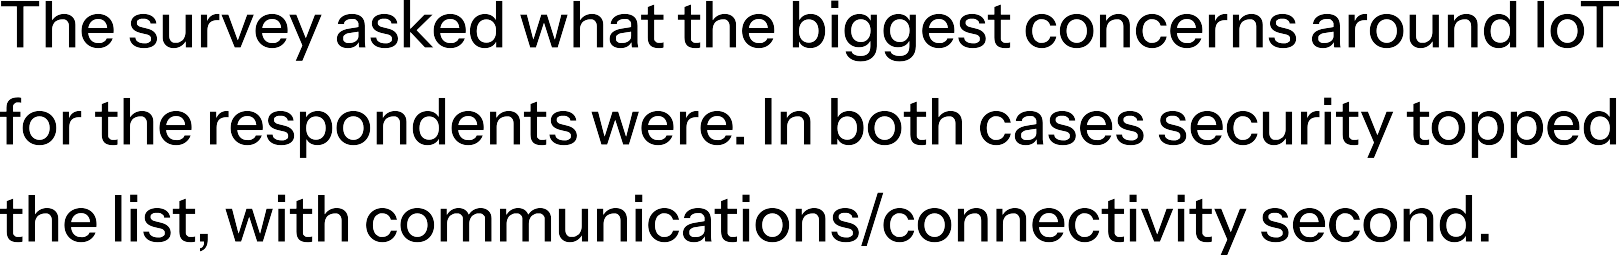 The survey asked what the biggest concerns around IoT
for the respondents were. In both cases security topped
the list, with communications/connectivity second.